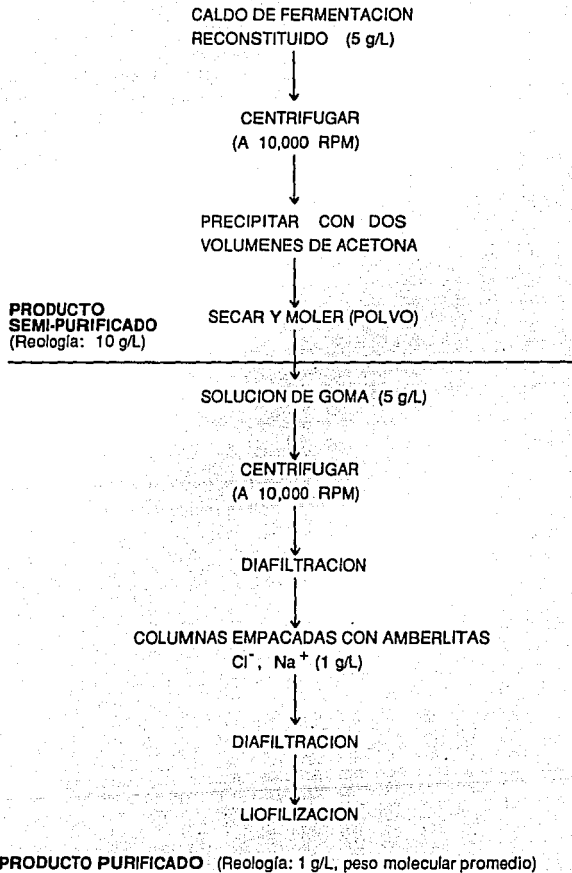 CALDO DE FERMENTACION
RECONSTITUIDO (5 g/L)
CENTRIFUGAR
(A 10,000 RPM)
PRECIPITAR CON DOS
VOLUMENES DE ACETONA
PRODUCTO
SEMI-PURIFICADO
(Reología: 10 g/L)
SECAR Y MOLER (POLVO)
SOLUCION DE GOMA (5 g/L)
CENTRIFUGAR
(A 10,000 RPM)
DIAFILTRACION
COLUMNAS EMPACADAS CON AMBERLITAS
Cl⁻, Na⁺ (1 g/L)
DIAFILTRACION
LIOFILIZACION
PRODUCTO PURIFICADO (Reología: 1 g/L, peso molecular promedio)